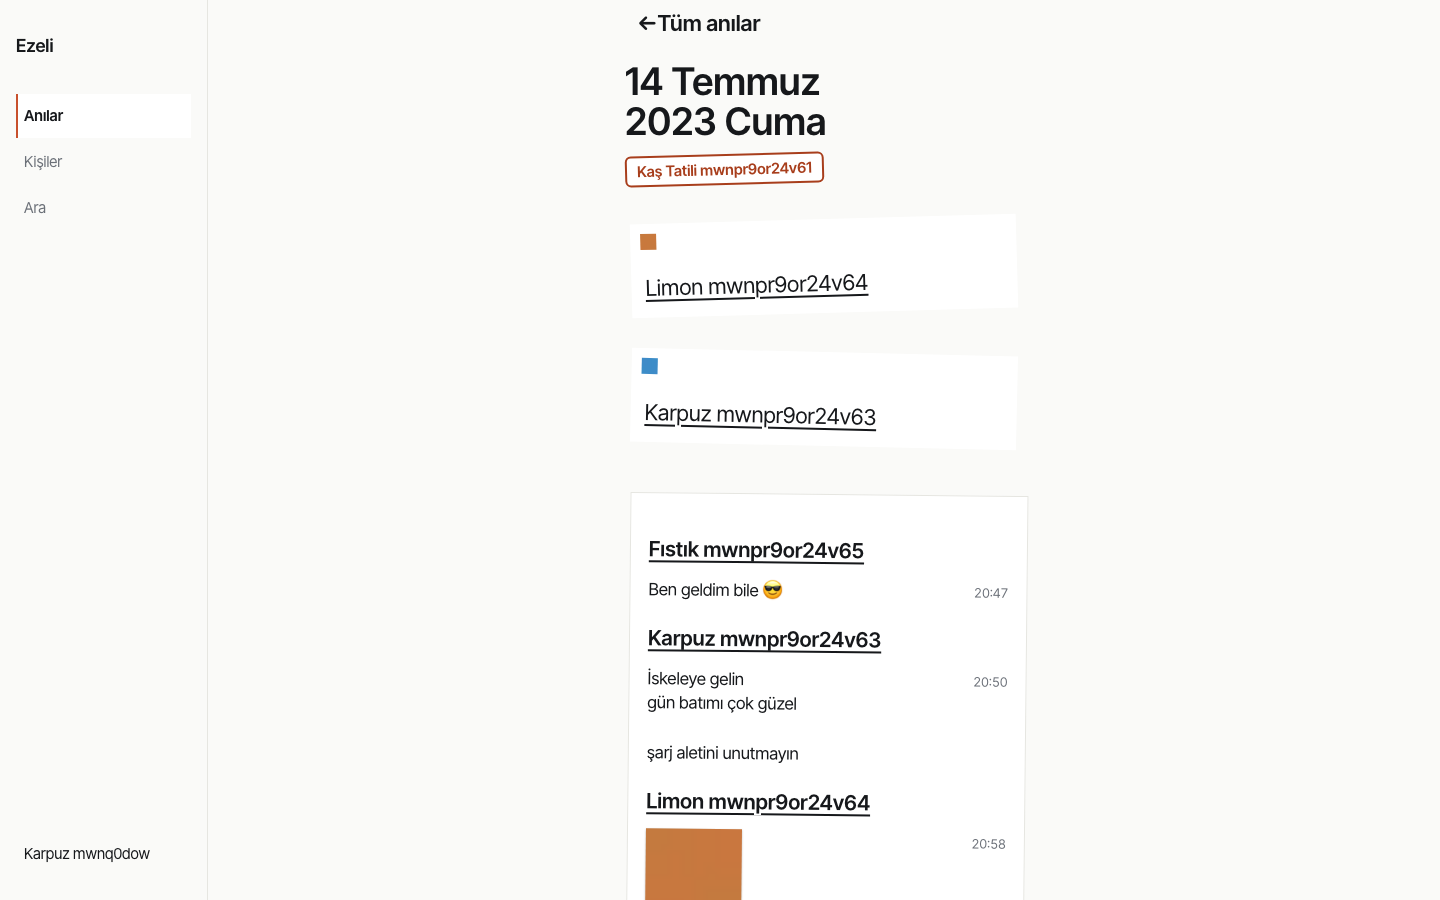 Ezeli
Anılar
Kişiler
Ara
Karpuz mwnq0dow
←Tüm anılar
14 Temmuz
2023 Cuma
Kaş Tatili mwnpr9or24v61
Limon mwnpr9or24v64
Karpuz mwnpr9or24v63
Fıstık mwnpr9or24v65
Ben geldim bile 😎 20:47
Karpuz mwnpr9or24v63
İskeleye gelin 20:50
gün batımı çok güzel
şarj aletini unutmayın
Limon mwnpr9or24v64
20:58